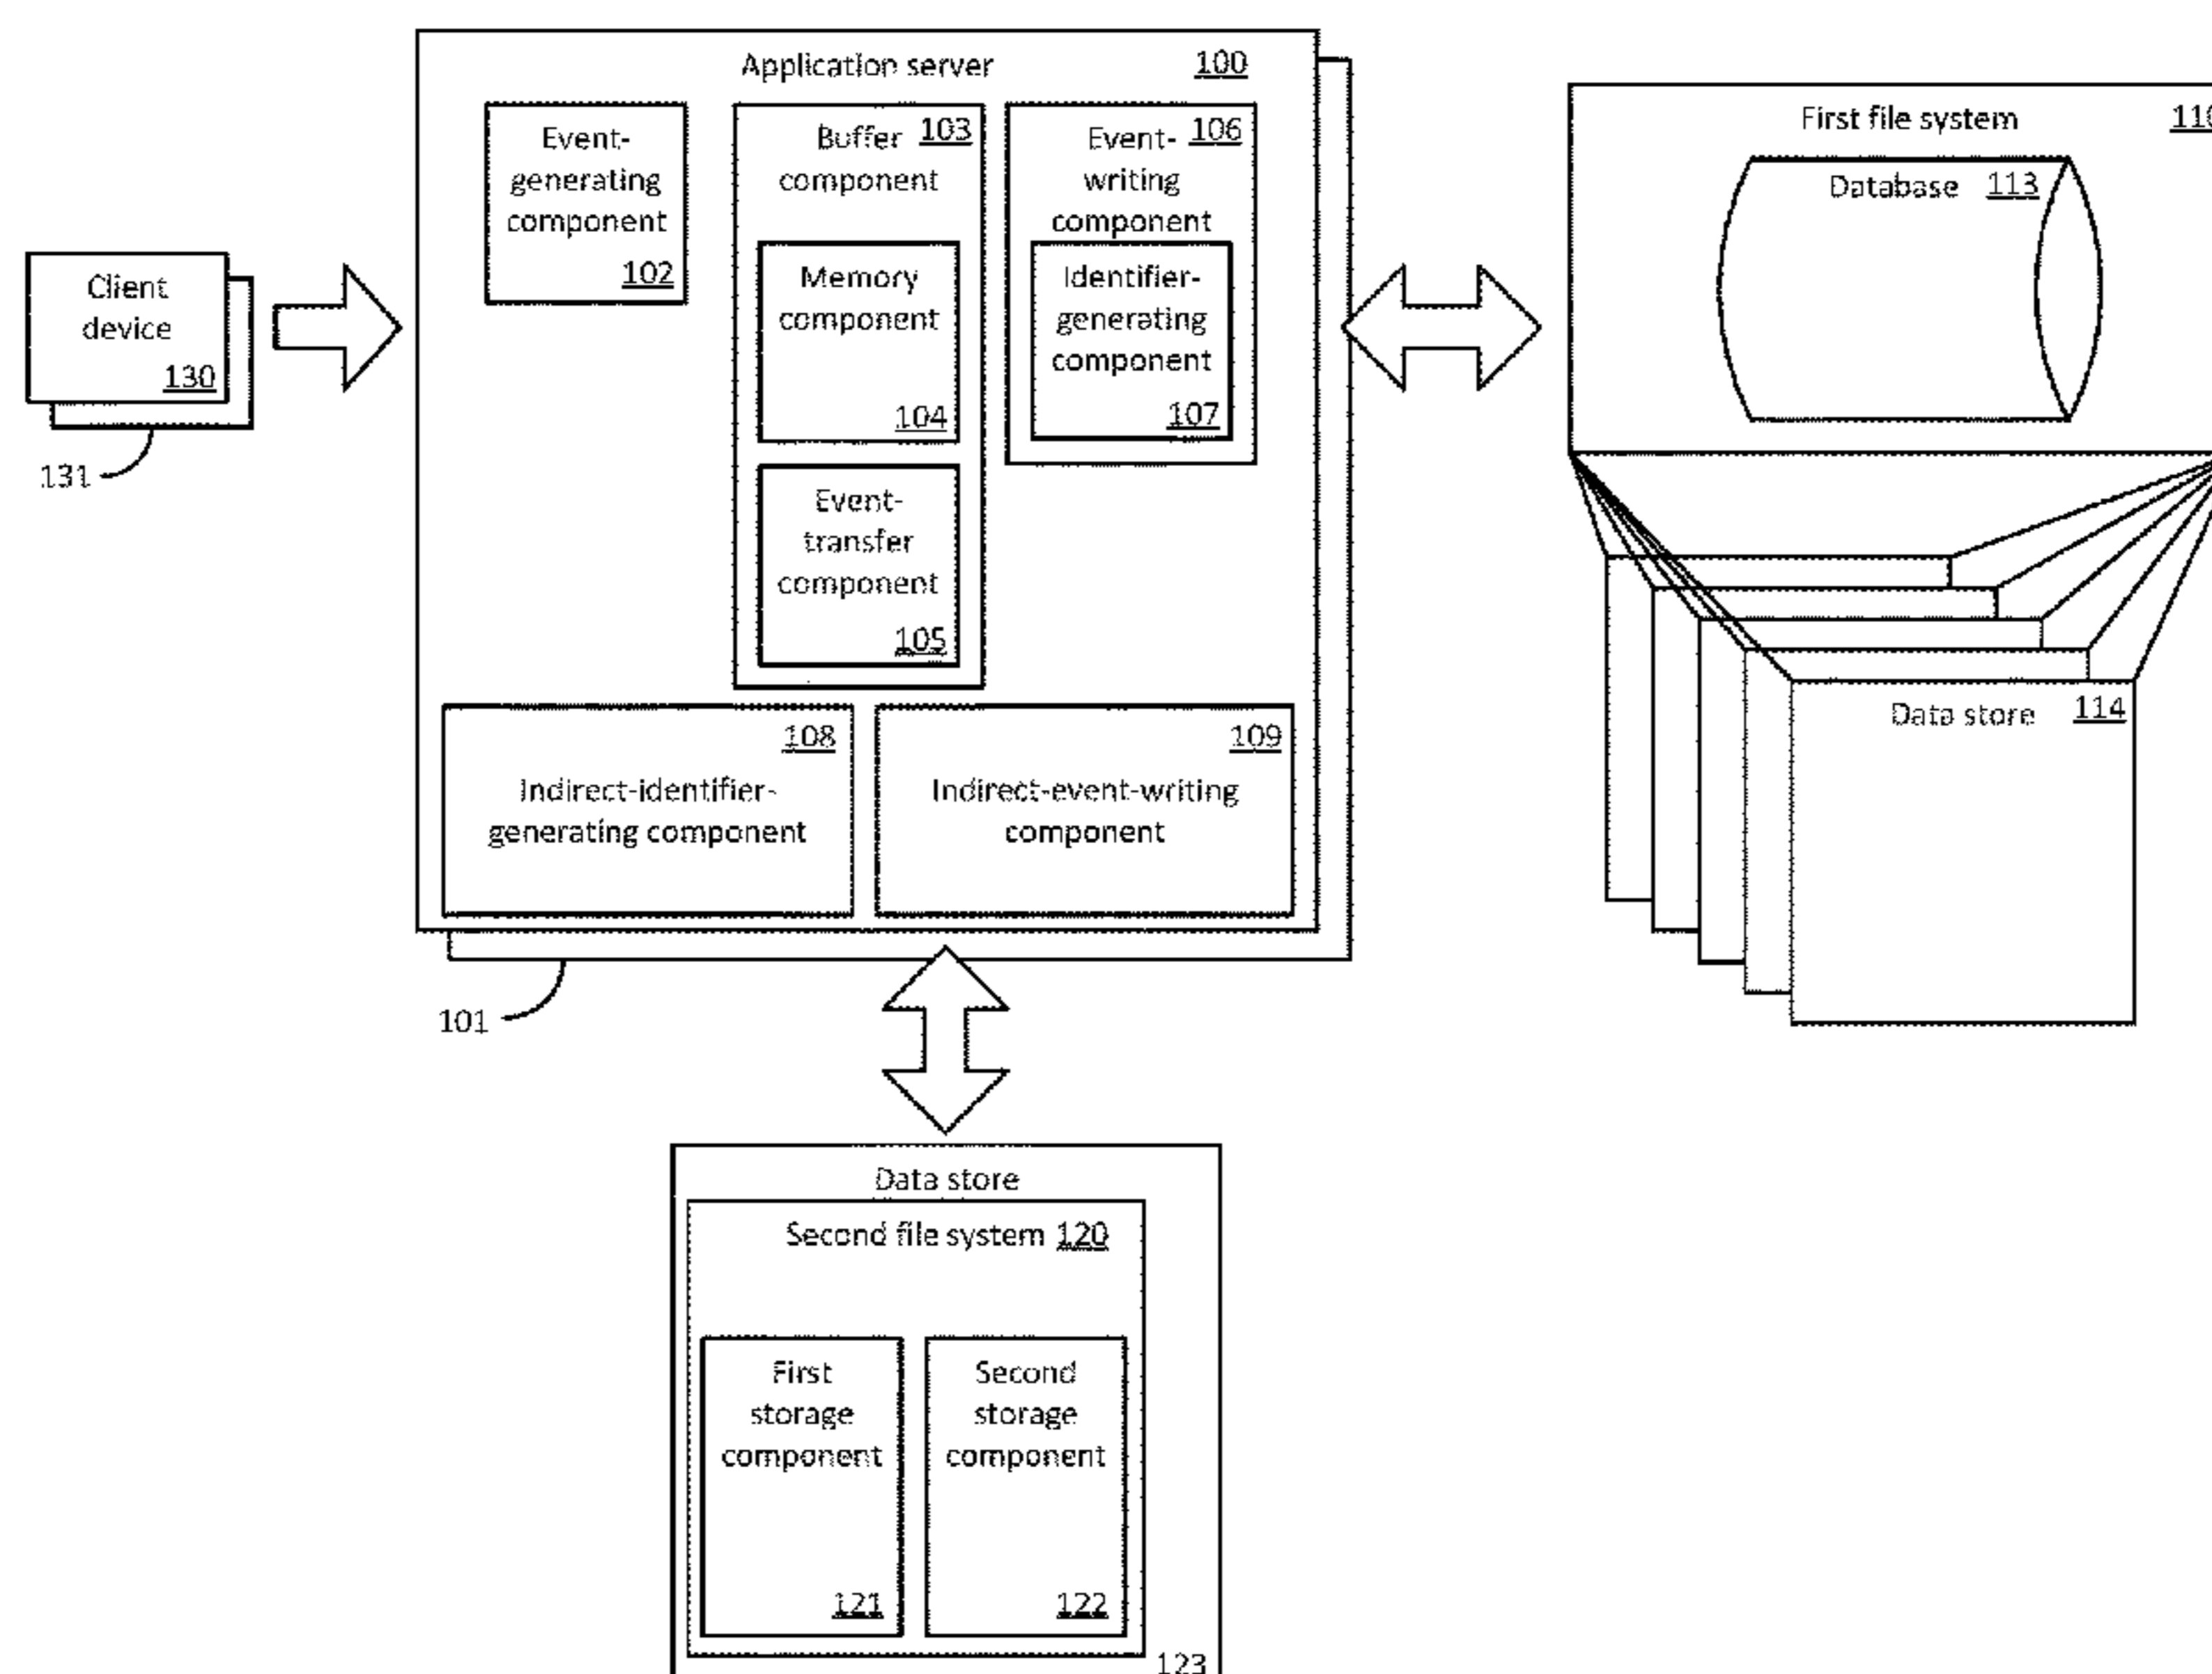 Application server 100
Event-
generating
component
102
Buffer 103
component
Memory
component
104
Event-
transfer
component
105
Event- 106
writing
component
Identifier-
generating
component
107
108
Indirect-identifier-
generating component
109
Indirect-event-writing
component
101
Client
device
130
131
First file system
Database 113
Data store 114
Data store
Second file system 120
First
storage
component
121
Second
storage
component
122
123